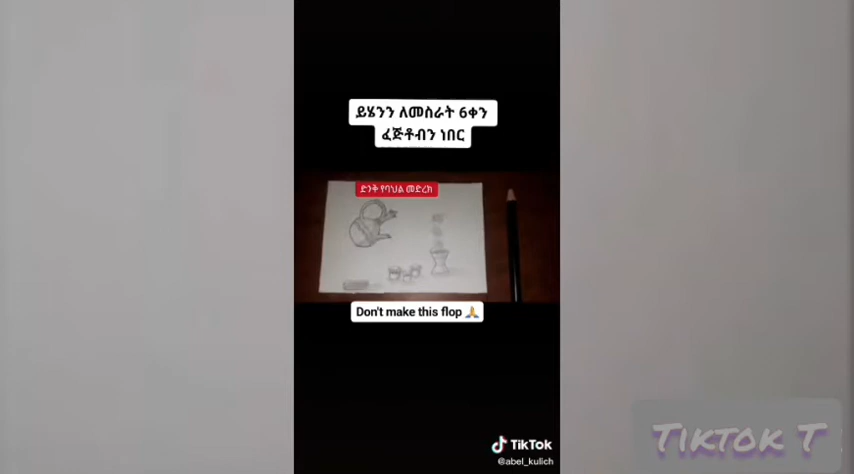 ይሄንን ለመስራት 6ቀን
ፈጅቶብን ነበር
ድንቅ የባህል መድረክ
Don't make this flop 🙏
TikTok
@abel_kulich
TIKTOK T